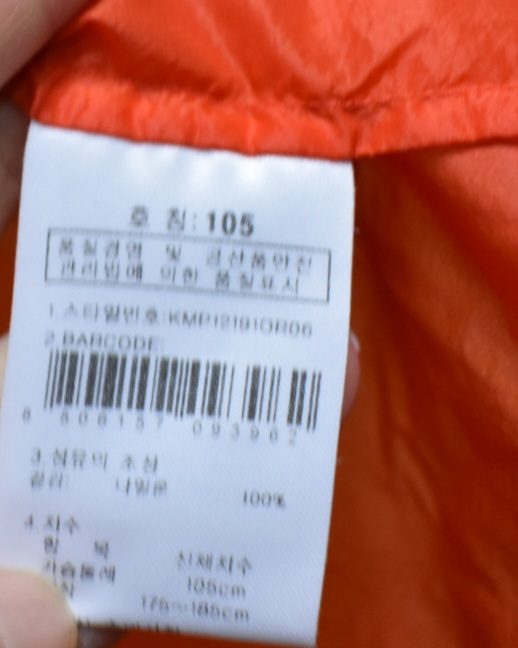 호 칭: 105
품질경영 및 공산품안전
관리법에 의한 품질표시
1.스타일번호:KMP12191OR06
2.BARCODE:
8 806157 093962
3.섬유의 조성
겉감: 나일론 100%
4.치수
항 목 신체치수
가슴둘레 105cm
175~185cm